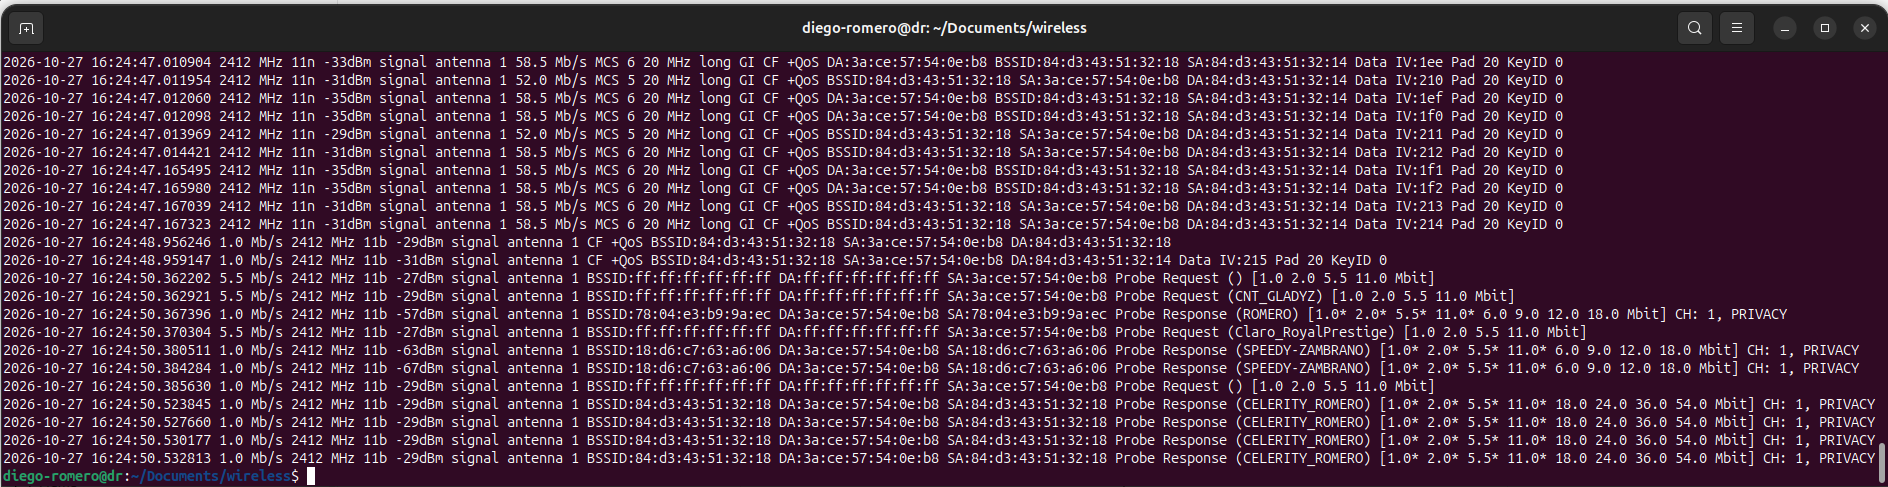 diego-romero@dr: ~/Documents/wireless
2026-10-27 16:24:47.010904 2412 MHz 11n -33dBm signal antenna 1 58.5 Mb/s MCS 6 20 MHz long GI CF +QoS DA:3a:ce:57:54:0e:b8 BSSID:84:d3:43:51:32:18 SA:84:d3:43:51:32:14 Data IV:1ee Pad 20 KeyID 0
2026-10-27 16:24:47.011954 2412 MHz 11n -31dBm signal antenna 1 52.0 Mb/s MCS 5 20 MHz long GI CF +QoS BSSID:84:d3:43:51:32:18 SA:3a:ce:57:54:0e:b8 DA:84:d3:43:51:32:14 Data IV:210 Pad 20 KeyID 0
2026-10-27 16:24:47.012060 2412 MHz 11n -35dBm signal antenna 1 58.5 Mb/s MCS 6 20 MHz long GI CF +QoS DA:3a:ce:57:54:0e:b8 BSSID:84:d3:43:51:32:18 SA:84:d3:43:51:32:14 Data IV:1ef Pad 20 KeyID 0
2026-10-27 16:24:47.012098 2412 MHz 11n -35dBm signal antenna 1 58.5 Mb/s MCS 6 20 MHz long GI CF +QoS DA:3a:ce:57:54:0e:b8 BSSID:84:d3:43:51:32:18 SA:84:d3:43:51:32:14 Data IV:1f0 Pad 20 KeyID 0
2026-10-27 16:24:47.013969 2412 MHz 11n -29dBm signal antenna 1 52.0 Mb/s MCS 5 20 MHz long GI CF +QoS BSSID:84:d3:43:51:32:18 SA:3a:ce:57:54:0e:b8 DA:84:d3:43:51:32:14 Data IV:211 Pad 20 KeyID 0
2026-10-27 16:24:47.014421 2412 MHz 11n -31dBm signal antenna 1 58.5 Mb/s MCS 6 20 MHz long GI CF +QoS BSSID:84:d3:43:51:32:18 SA:3a:ce:57:54:0e:b8 DA:84:d3:43:51:32:14 Data IV:212 Pad 20 KeyID 0
2026-10-27 16:24:47.165495 2412 MHz 11n -35dBm signal antenna 1 58.5 Mb/s MCS 6 20 MHz long GI CF +QoS DA:3a:ce:57:54:0e:b8 BSSID:84:d3:43:51:32:18 SA:84:d3:43:51:32:14 Data IV:1f1 Pad 20 KeyID 0
2026-10-27 16:24:47.165980 2412 MHz 11n -35dBm signal antenna 1 58.5 Mb/s MCS 6 20 MHz long GI CF +QoS DA:3a:ce:57:54:0e:b8 BSSID:84:d3:43:51:32:18 SA:84:d3:43:51:32:14 Data IV:1f2 Pad 20 KeyID 0
2026-10-27 16:24:47.167039 2412 MHz 11n -31dBm signal antenna 1 58.5 Mb/s MCS 6 20 MHz long GI CF +QoS BSSID:84:d3:43:51:32:18 SA:3a:ce:57:54:0e:b8 DA:84:d3:43:51:32:14 Data IV:213 Pad 20 KeyID 0
2026-10-27 16:24:47.167323 2412 MHz 11n -31dBm signal antenna 1 58.5 Mb/s MCS 6 20 MHz long GI CF +QoS BSSID:84:d3:43:51:32:18 SA:3a:ce:57:54:0e:b8 DA:84:d3:43:51:32:14 Data IV:214 Pad 20 KeyID 0
2026-10-27 16:24:48.956246 1.0 Mb/s 2412 MHz 11b -29dBm signal antenna 1 CF +QoS BSSID:84:d3:43:51:32:18 SA:3a:ce:57:54:0e:b8 DA:84:d3:43:51:32:18
2026-10-27 16:24:48.959147 1.0 Mb/s 2412 MHz 11b -31dBm signal antenna 1 CF +QoS BSSID:84:d3:43:51:32:18 SA:3a:ce:57:54:0e:b8 DA:84:d3:43:51:32:14 Data IV:215 Pad 20 KeyID 0
2026-10-27 16:24:50.362202 5.5 Mb/s 2412 MHz 11b -27dBm signal antenna 1 BSSID:ff:ff:ff:ff:ff:ff DA:ff:ff:ff:ff:ff:ff SA:3a:ce:57:54:0e:b8 Probe Request () [1.0 2.0 5.5 11.0 Mbit]
2026-10-27 16:24:50.362921 5.5 Mb/s 2412 MHz 11b -29dBm signal antenna 1 BSSID:ff:ff:ff:ff:ff:ff DA:ff:ff:ff:ff:ff:ff SA:3a:ce:57:54:0e:b8 Probe Request (CNT_GLADYZ) [1.0 2.0 5.5 11.0 Mbit]
2026-10-27 16:24:50.367396 1.0 Mb/s 2412 MHz 11b -57dBm signal antenna 1 BSSID:78:04:e3:b9:9a:ec DA:3a:ce:57:54:0e:b8 SA:78:04:e3:b9:9a:ec Probe Response (ROMERO) [1.0* 2.0* 5.5* 11.0* 6.0 9.0 12.0 18.0 Mbit] CH: 1, PRIVACY
2026-10-27 16:24:50.370304 5.5 Mb/s 2412 MHz 11b -27dBm signal antenna 1 BSSID:ff:ff:ff:ff:ff:ff DA:ff:ff:ff:ff:ff:ff SA:3a:ce:57:54:0e:b8 Probe Request (Claro_RoyalPrestige) [1.0 2.0 5.5 11.0 Mbit]
2026-10-27 16:24:50.380511 1.0 Mb/s 2412 MHz 11b -63dBm signal antenna 1 BSSID:18:d6:c7:63:a6:06 DA:3a:ce:57:54:0e:b8 SA:18:d6:c7:63:a6:06 Probe Response (SPEEDY-ZAMBRANO) [1.0* 2.0* 5.5* 11.0* 6.0 9.0 12.0 18.0 Mbit] CH: 1, PRIVACY
2026-10-27 16:24:50.384284 1.0 Mb/s 2412 MHz 11b -67dBm signal antenna 1 BSSID:18:d6:c7:63:a6:06 DA:3a:ce:57:54:0e:b8 SA:18:d6:c7:63:a6:06 Probe Response (SPEEDY-ZAMBRANO) [1.0* 2.0* 5.5* 11.0* 6.0 9.0 12.0 18.0 Mbit] CH: 1, PRIVACY
2026-10-27 16:24:50.385630 1.0 Mb/s 2412 MHz 11b -29dBm signal antenna 1 BSSID:ff:ff:ff:ff:ff:ff DA:ff:ff:ff:ff:ff:ff SA:3a:ce:57:54:0e:b8 Probe Request () [1.0 2.0 5.5 11.0 Mbit]
2026-10-27 16:24:50.523845 1.0 Mb/s 2412 MHz 11b -29dBm signal antenna 1 BSSID:84:d3:43:51:32:18 DA:3a:ce:57:54:0e:b8 SA:84:d3:43:51:32:18 Probe Response (CELERITY_ROMERO) [1.0* 2.0* 5.5* 11.0* 18.0 24.0 36.0 54.0 Mbit] CH: 1, PRIVACY
2026-10-27 16:24:50.527660 1.0 Mb/s 2412 MHz 11b -29dBm signal antenna 1 BSSID:84:d3:43:51:32:18 DA:3a:ce:57:54:0e:b8 SA:84:d3:43:51:32:18 Probe Response (CELERITY_ROMERO) [1.0* 2.0* 5.5* 11.0* 18.0 24.0 36.0 54.0 Mbit] CH: 1, PRIVACY
2026-10-27 16:24:50.530177 1.0 Mb/s 2412 MHz 11b -29dBm signal antenna 1 BSSID:84:d3:43:51:32:18 DA:3a:ce:57:54:0e:b8 SA:84:d3:43:51:32:18 Probe Response (CELERITY_ROMERO) [1.0* 2.0* 5.5* 11.0* 18.0 24.0 36.0 54.0 Mbit] CH: 1, PRIVACY
2026-10-27 16:24:50.532813 1.0 Mb/s 2412 MHz 11b -29dBm signal antenna 1 BSSID:84:d3:43:51:32:18 DA:3a:ce:57:54:0e:b8 SA:84:d3:43:51:32:18 Probe Response (CELERITY_ROMERO) [1.0* 2.0* 5.5* 11.0* 18.0 24.0 36.0 54.0 Mbit] CH: 1, PRIVACY
diego-romero@dr:~/Documents/wireless$